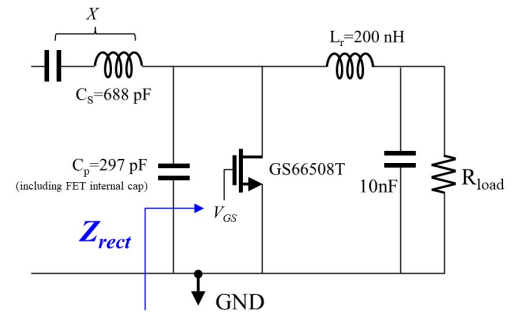 X
Lr=200 nH
CS=688 pF
Cp=297 pF
(including FET internal cap)
GS66508T
10nF
Rload
VGS
Zrect
GND